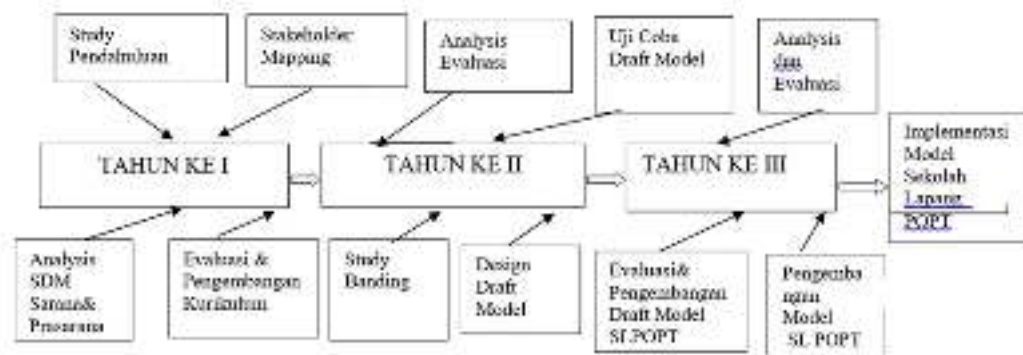 Study
Pendahuluan
Stakeholder
Mapping
Analysis
Evaluasi
Uji Coba
Draft Model
Analysis
dan
Evaluasi
TAHUN KE I
TAHUN KE II
TAHUN KE III
Implementasi
Model
Sekolah
Lapang
POPT
Analysis
SDM
Sarana&
Prasarana
Evaluasi &
Pengembangan
Kurikulum
Study
Banding
Design
Draft
Model
Evaluasi&
Pengembangan
Draft Model
SLPOPT
Pengemba
ngan
Model
SL POPT